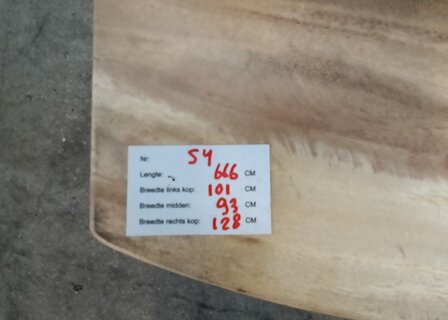 Nr: 54
Lengte: 666 CM
Breedte links kop: 101 CM
Breedte midden: 93 CM
Breedte rechts kop: 128 CM